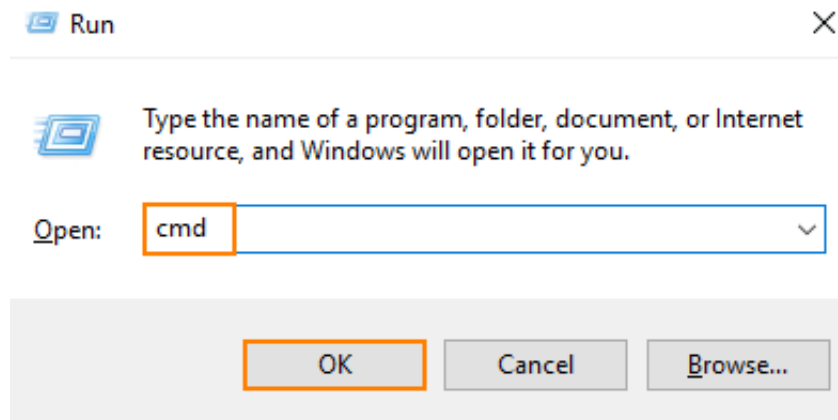 Run
Type the name of a program, folder, document, or Internet
resource, and Windows will open it for you.
Open: cmd
OK Cancel Browse...